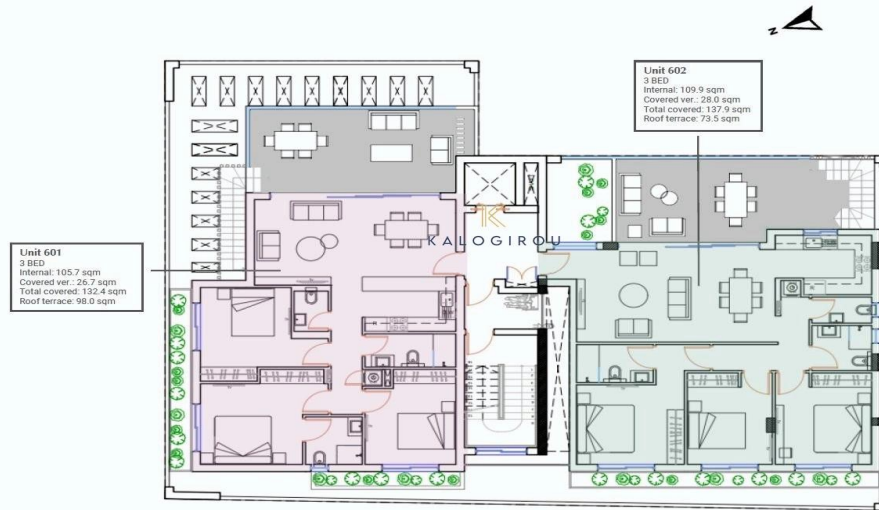 N
Unit 602
3 BED
Internal: 109.9 sqm
Covered ver.: 28.0 sqm
Total covered: 137.9 sqm
Roof terrace: 73.5 sqm
KALOGIROU
Unit 601
3 BED
Internal: 105.7 sqm
Covered ver.: 26.7 sqm
Total covered: 132.4 sqm
Roof terrace: 98.0 sqm